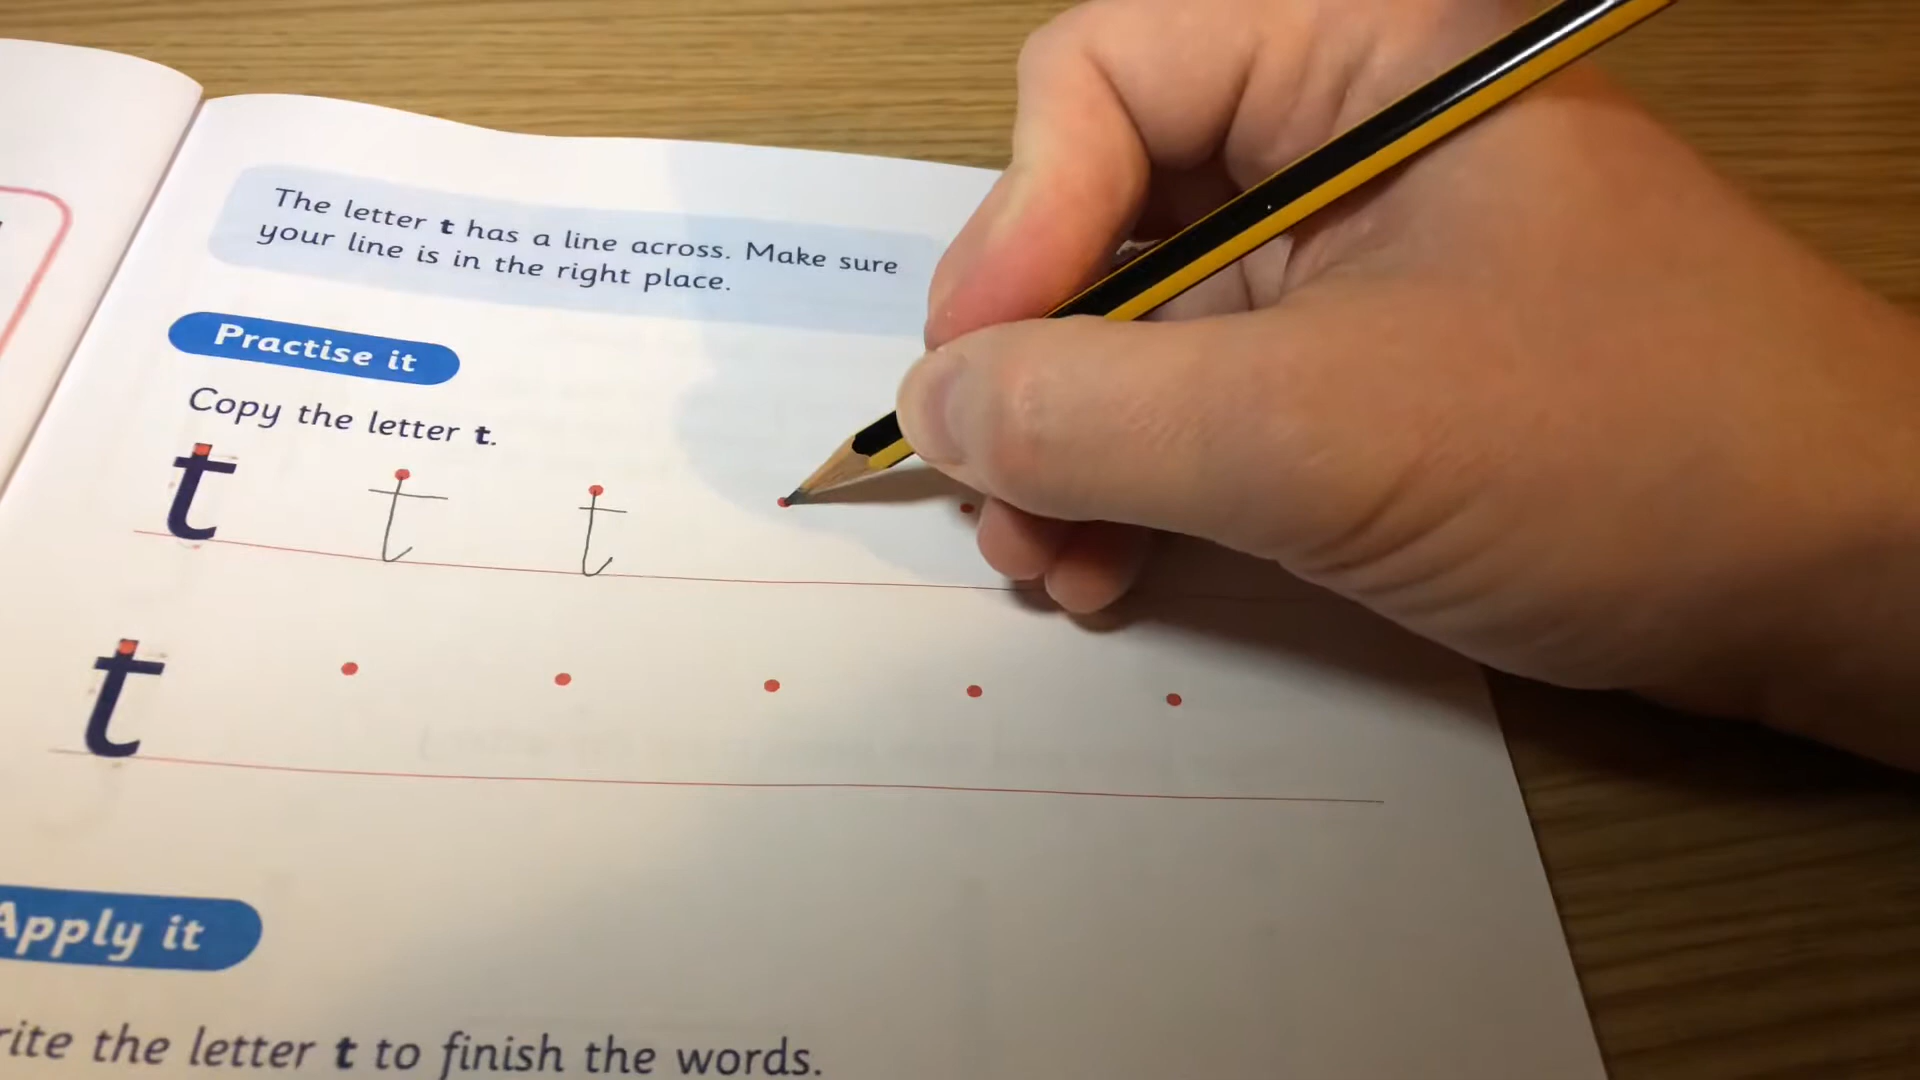 The letter t has a line across. Make sure
your line is in the right place.
Practise it
Copy the letter t.
t t t
t
Apply it
rite the letter t to finish the words.